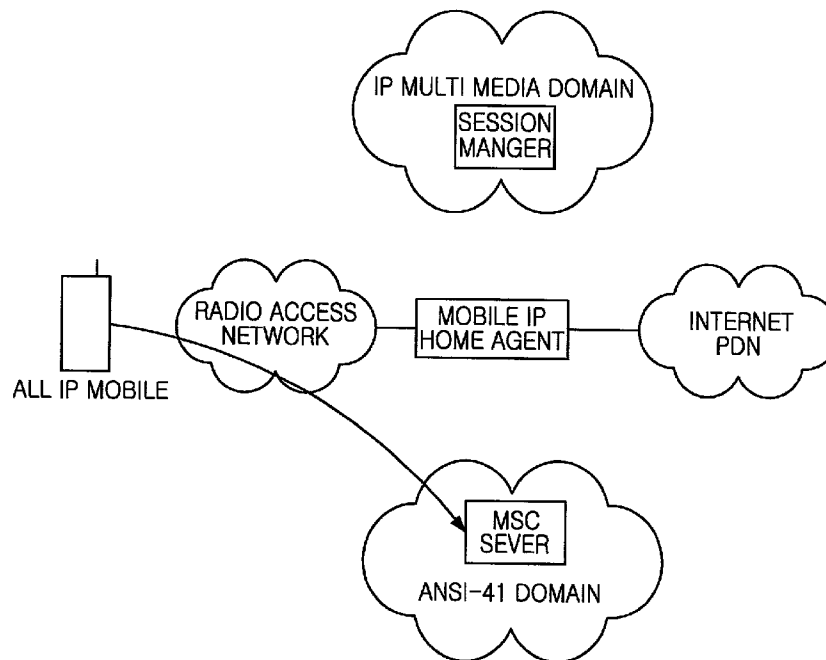 IP MULTI MEDIA DOMAIN
SESSION
MANGER
RADIO ACCESS
NETWORK
MOBILE IP
HOME AGENT
INTERNET
PDN
ALL IP MOBILE
MSC
SEVER
ANSI-41 DOMAIN